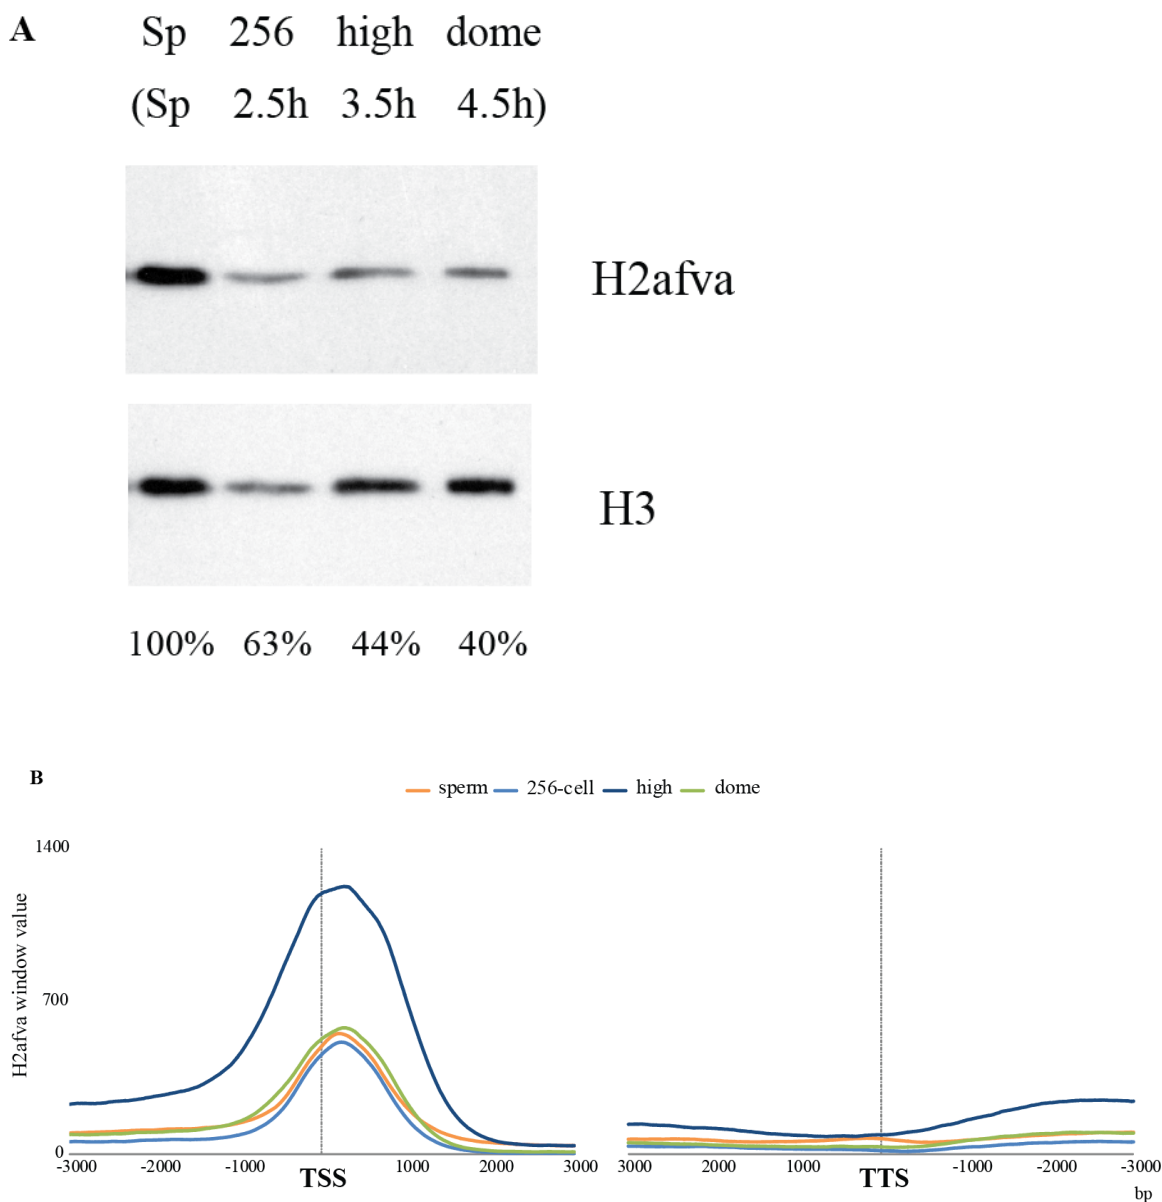 A
Sp 256 high dome
(Sp 2.5h 3.5h 4.5h)
H2afva
H3
100% 63% 44% 40%
B
sperm 256-cell high dome
1400
700
0
H2afva window value
-3000 -2000 -1000 TSS 1000 2000 3000
3000 2000 1000 TTS -1000 -2000 -3000
bp